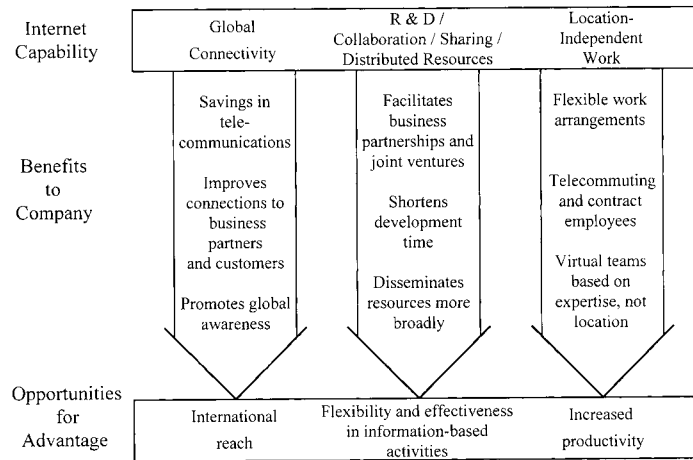 Internet
Capability
Global
Connectivity
R & D /
Collaboration / Sharing /
Distributed Resources
Location-
Independent
Work
Benefits
to
Company
Savings in
tele-
communications
Improves
connections to
business
partners
and customers
Promotes global
awareness
Facilitates
business
partnerships and
joint ventures
Shortens
development
time
Disseminates
resources more
broadly
Flexible work
arrangements
Telecommuting
and contract
employees
Virtual teams
based on
expertise, not
location
Opportunities
for
Advantage
International
reach
Flexibility and effectiveness
in information-based
activities
Increased
productivity